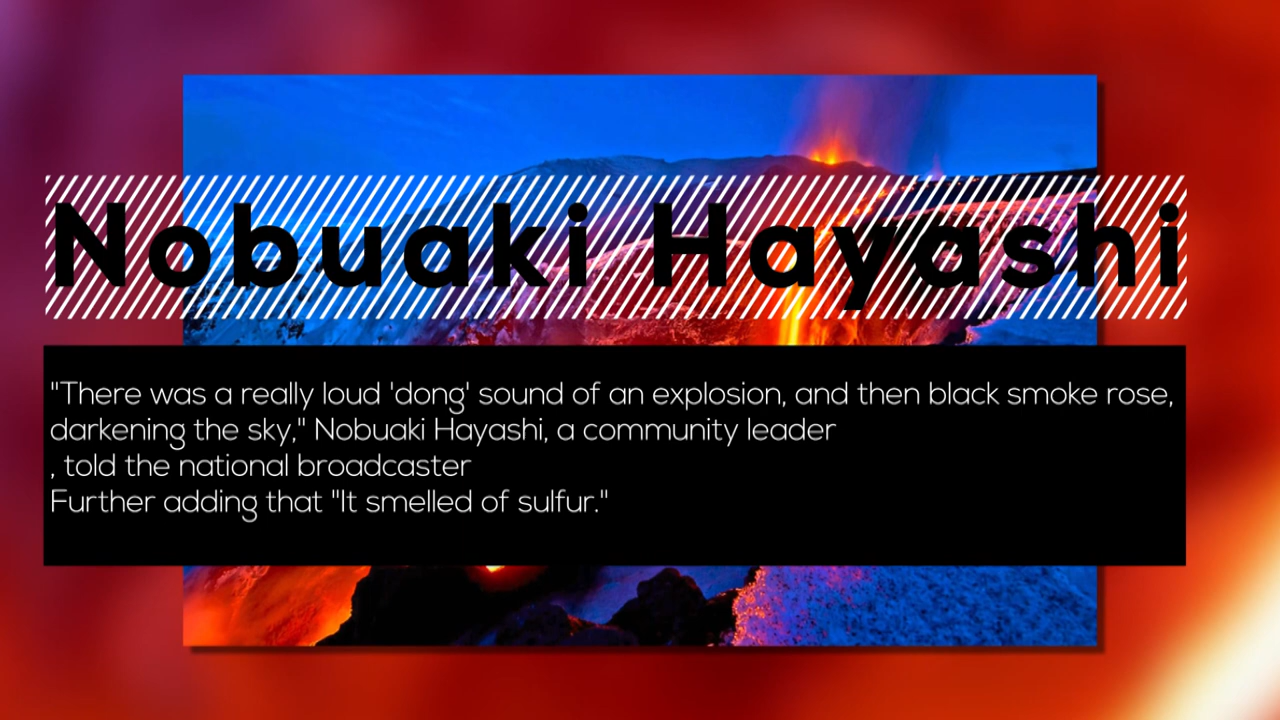 Nobuaki Hayashi
"There was a really loud 'dong' sound of an explosion, and then black smoke rose,
darkening the sky," Nobuaki Hayashi, a community leader
, told the national broadcaster
Further adding that "It smelled of sulfur."